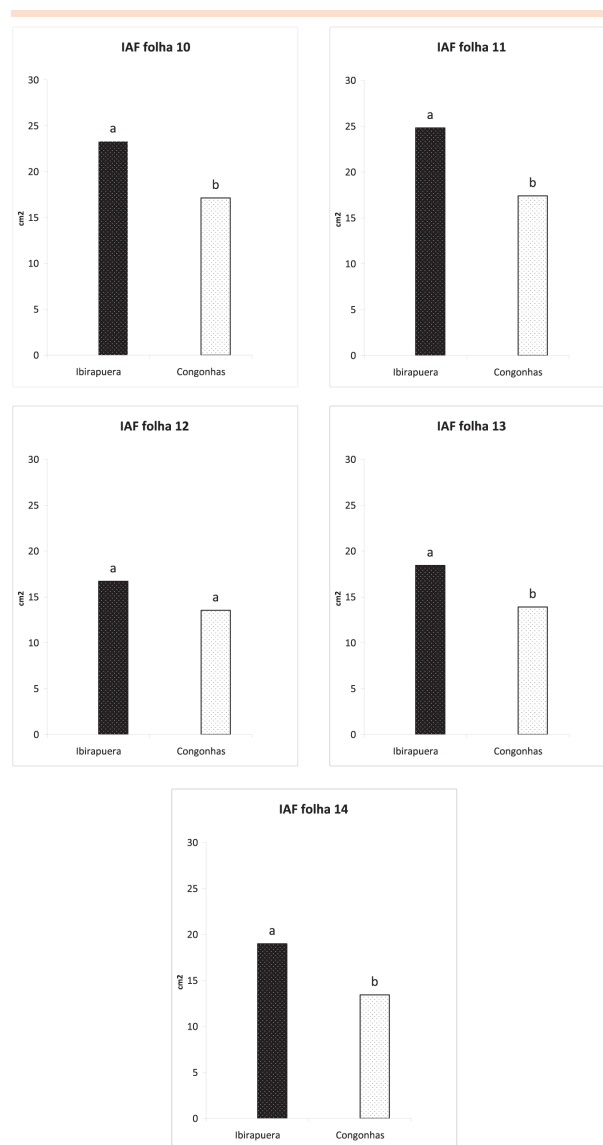 IAF folha 10
30
25
20
15
10
5
0
cm2
a
b
Ibirapuera
Congonhas
IAF folha 11
30
25
20
15
10
5
0
cm2
a
b
Ibirapuera
Congonhas
IAF folha 12
30
25
20
15
10
5
0
cm2
a
a
Ibirapuera
Congonhas
IAF folha 13
30
25
20
15
10
5
0
cm2
a
b
Ibirapuera
Congonhas
IAF folha 14
30
25
20
15
10
5
0
cm2
a
b
Ibirapuera
Congonhas